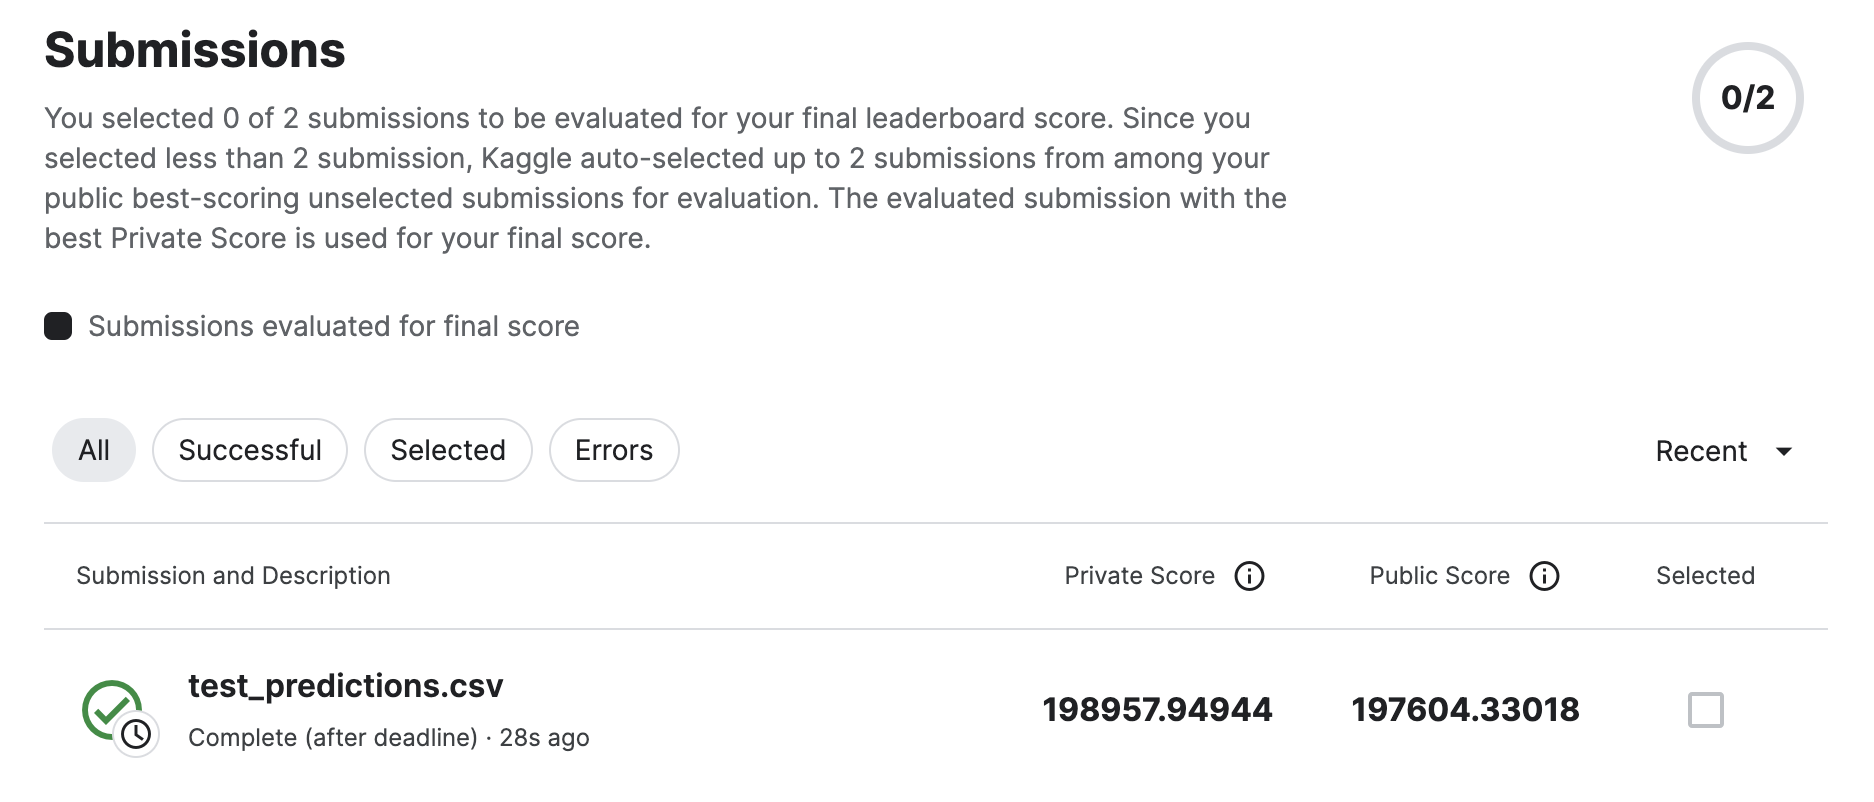 Submissions
0/2
You selected 0 of 2 submissions to be evaluated for your final leaderboard score. Since you
selected less than 2 submission, Kaggle auto-selected up to 2 submissions from among your
public best-scoring unselected submissions for evaluation. The evaluated submission with the
best Private Score is used for your final score.
Submissions evaluated for final score
All Successful Selected Errors Recent
Submission and Description Private Score Public Score Selected
test_predictions.csv
198957.94944 197604.33018
Complete (after deadline) · 28s ago